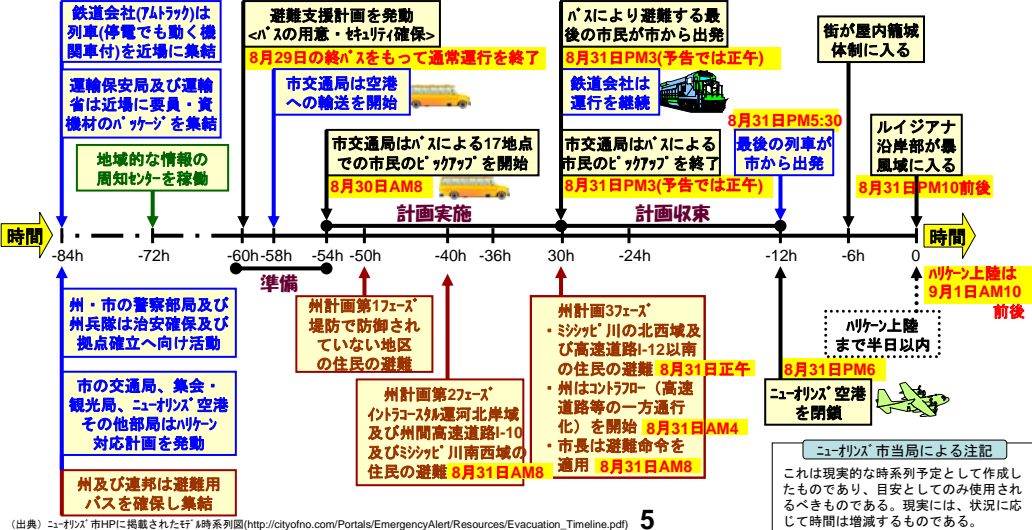 鉄道会社(ｱﾑﾄﾗｯｸ)は
列車(停電でも動く機
関車付)を近場に集結
運輸保安局及び運輸
省は近場に要員・資
機材のﾊﾟｯｹｰｼﾞを集結
地域的な情報の
周知ｾﾝﾀｰを稼働
避難支援計画を発動
<ﾊﾞｽの用意・ｾｷｭﾘﾃｨ確保>
8月29日の終ﾊﾞｽをもって通常運行を終了
市交通局は空港
への輸送を開始
市交通局はﾊﾞｽによる17地点
での市民のﾋﾟｯｸｱｯﾌﾟを開始
8月30日AM8
ﾊﾞｽにより避難する最
後の市民が市から出発
8月31日PM3(予告では正午)
鉄道会社は
運行を継続
市交通局はﾊﾞｽによる
市民のﾋﾟｯｸｱｯﾌﾟを終了
8月31日PM3(予告では正午)
8月31日PM5:30
最後の列車が
市から出発
街が屋内籠城
体制に入る
ルイジアナ
沿岸部が暴
風域に入る
8月31日PM10前後
計画実施
計画収束
時間
時間
-84h
-72h
-60h
-58h
-54h
-50h
-40h
-36h
-30h
-24h
-12h
-6h
0
準備
ﾊﾘｹｰﾝ上陸は
9月1日AM10
前後
州・市の警察部局及び
州兵隊は治安確保及び
拠点確立へ向け活動
市の交通局、集会・
観光局、ﾆｭｰｵﾘﾝｽﾞ空港
その他部局はﾊﾘｹｰﾝ
対応計画を発動
州及び連邦は避難用
バスを確保し集結
州計画第1ﾌｪｰｽﾞ
堤防で防御され
ていない地区
の住民の避難
州計画第2ﾌｪｰｽﾞ
ｲﾝﾄﾗｺｰｽﾀﾙ運河北岸域
及び州間高速道路I-10
及びﾐｼｼｯﾋﾟ川南西域の
住民の避難 8月31日AM8
州計画3ﾌｪｰｽﾞ
・ﾐｼｼｯﾋﾟ川の北西域及
び高速道路I-12以南
の住民の避難 8月31日正午
・州はｺﾝﾄﾗﾌﾛｰ（高速
道路等の一方通行
化）を開始 8月31日AM4
・市長は避難命令を
適用 8月31日AM8
8月31日PM6
ﾆｭｰｵﾘﾝｽﾞ空港
を閉鎖
ﾊﾘｹｰﾝ上陸
まで半日以内
ﾆｭｰｵﾘﾝｽﾞ市当局による注記
これは現実的な時系列予定として作成し
たものであり、目安としてのみ使用され
るべきものである。現実には、状況に応
じて時間は増減するものである。
（出典）ﾆｭｰｵﾘﾝｽﾞ市HPに掲載されたﾓﾃﾞﾙ時系列図(http://cityofno.com/Portals/EmergencyAlert/Resources/Evacuation_Timeline.pdf)
5